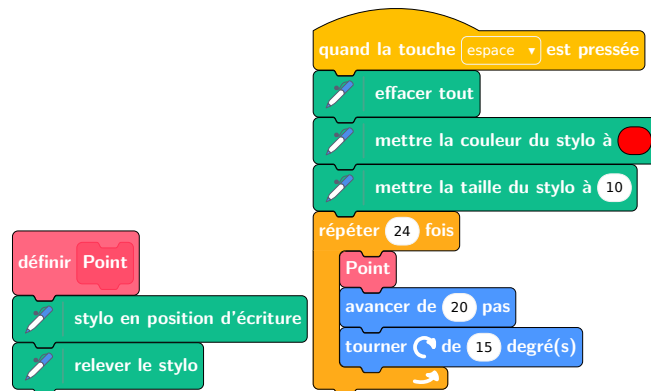 définir Point
stylo en position d'écriture
relever le stylo
quand la touche espace ▾ est pressée
effacer tout
mettre la couleur du stylo à
mettre la taille du stylo à 10
répéter 24 fois
Point
avancer de 20 pas
tourner de 15 degré(s)